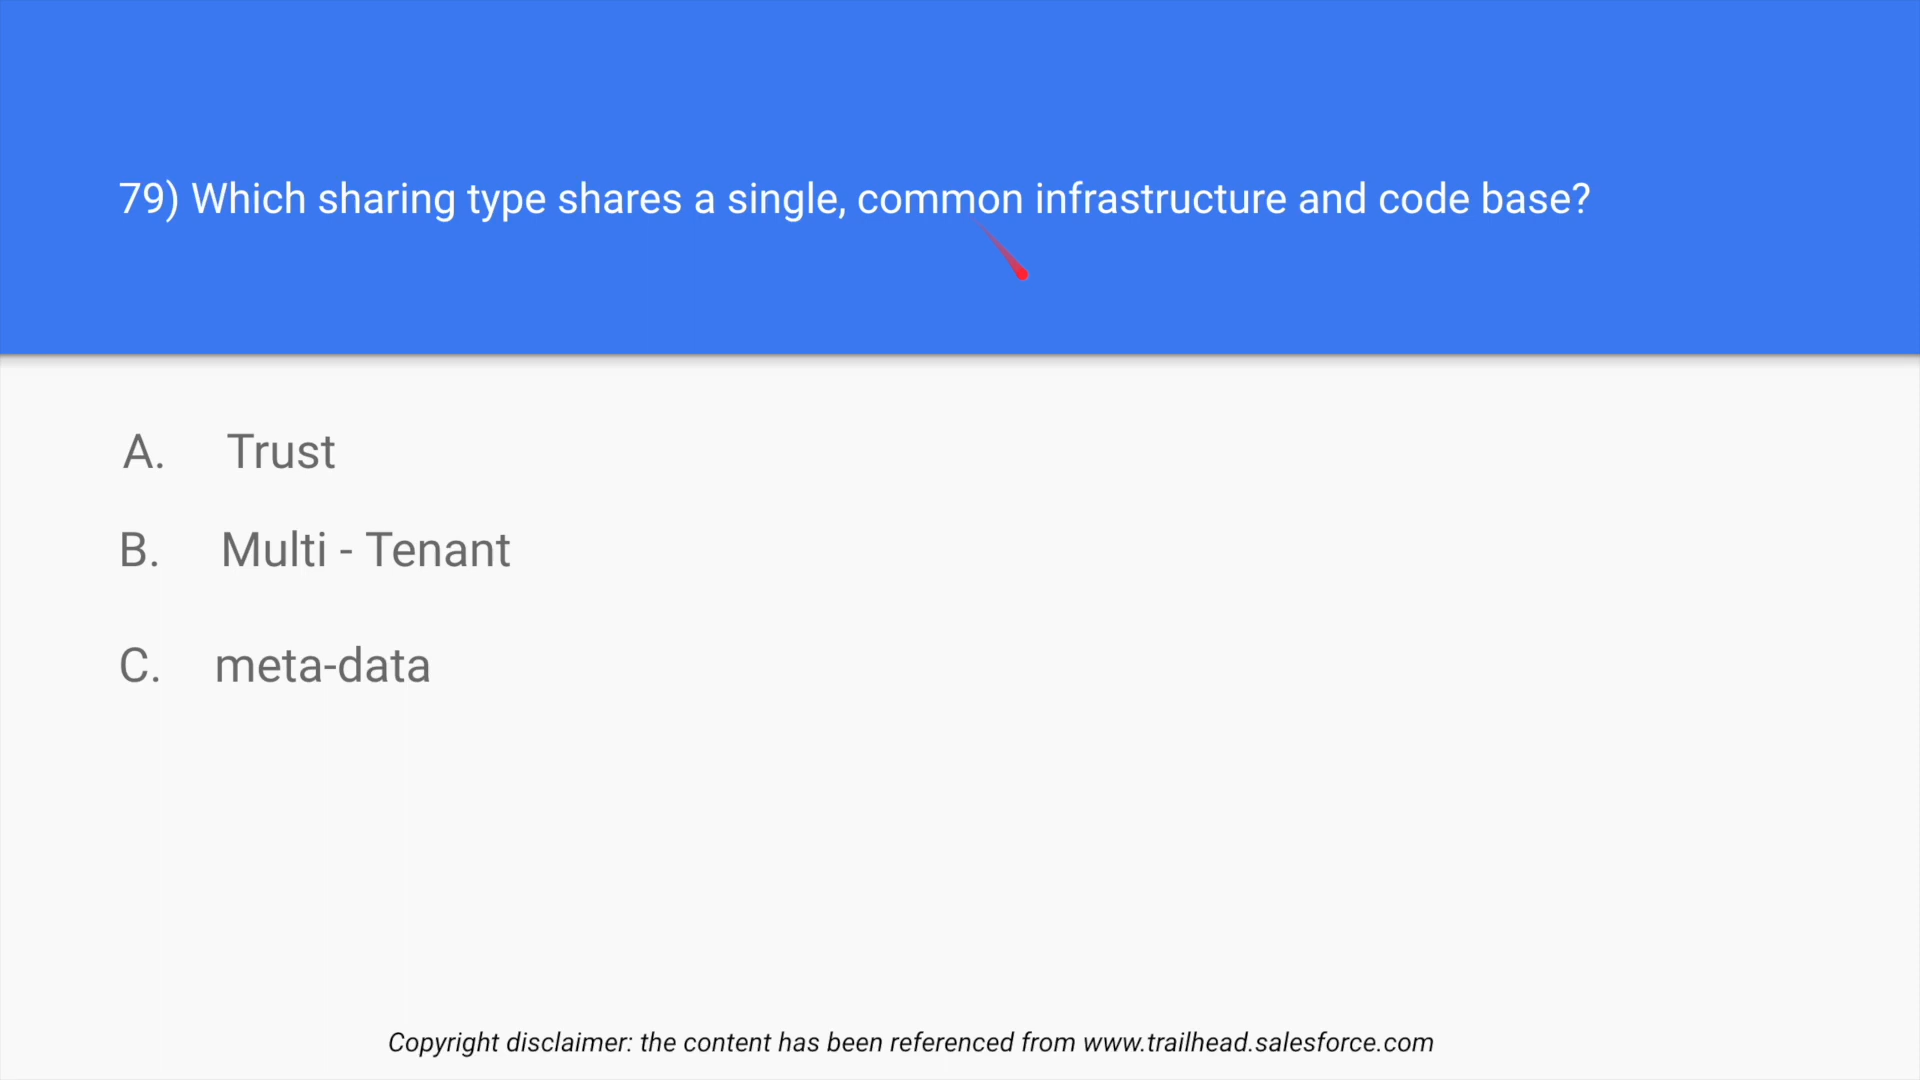 79) Which sharing type shares a single, common infrastructure and code base?
A. Trust
B. Multi - Tenant
C. meta-data
Copyright disclaimer: the content has been referenced from www.trailhead.salesforce.com